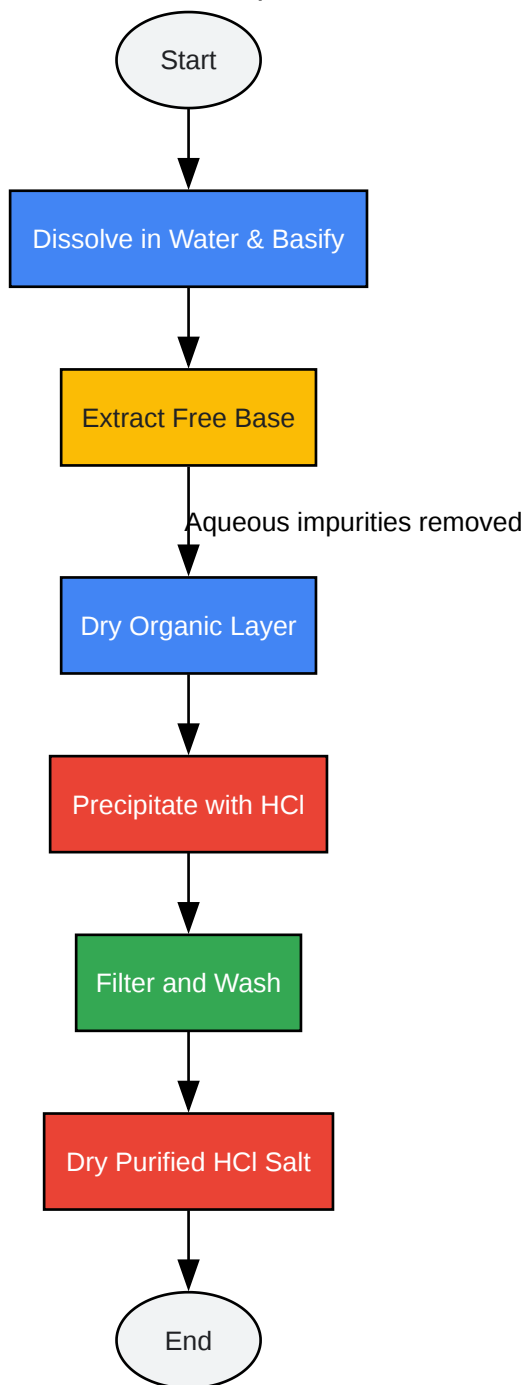 Start
Dissolve in Water & Basify
Extract Free Base
Aqueous impurities removed
Dry Organic Layer
Precipitate with HCl
Filter and Wash
Dry Purified HCl Salt
End